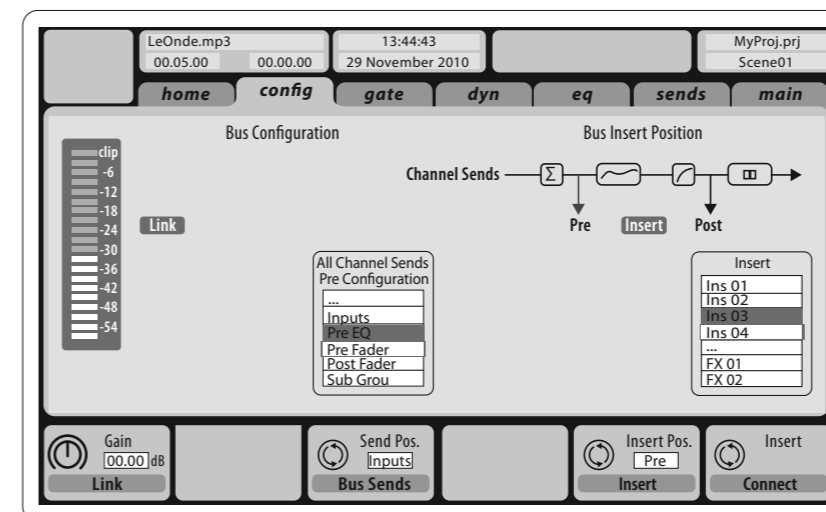 LeOnde.mp3
00.05.00 00.00.00
13:44:43
29 November 2010
MyProj.prj
Scene01
home config gate dyn eq sends main
Bus Configuration
Bus Insert Position
clip
-6
-12
-18
-24
-30
-36
-42
-48
-54
Link
Channel Sends
Σ
Pre Insert Post
All Channel Sends
Pre Configuration
...
Inputs
Pre EQ
Pre Fader
Post Fader
Sub Grou
Insert
Ins 01
Ins 02
Ins 03
Ins 04
...
FX 01
FX 02
Gain
00.00 dB
Link
Send Pos.
Inputs
Bus Sends
Insert Pos.
Pre
Insert
Insert
Connect